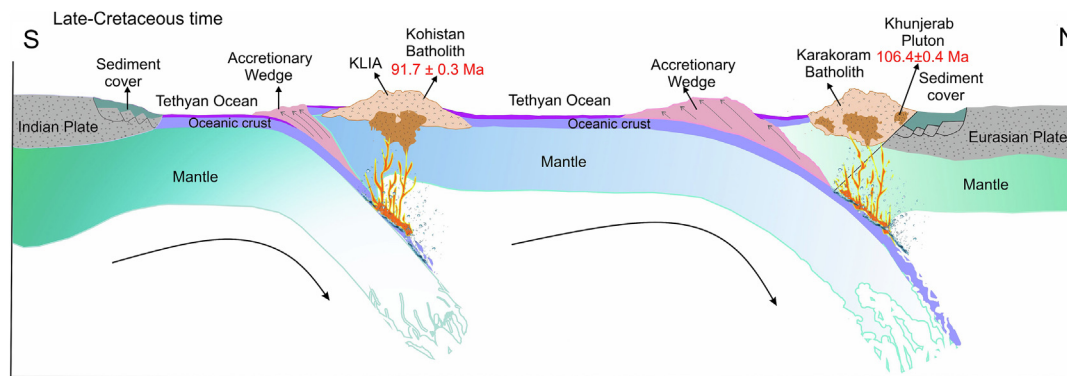 Late-Cretaceous time
S
N
Sediment
cover
Accretionary
Wedge
KLIA
Kohistan
Batholith
91.7 ± 0.3 Ma
Accretionary
Wedge
Karakoram
Batholith
Khunjerab
Pluton
106.4±0.4 Ma
Sediment
cover
Tethyan Ocean
Tethyan Ocean
Indian Plate
Oceanic crust
Oceanic crust
Eurasian Plate
Mantle
Mantle
Mantle